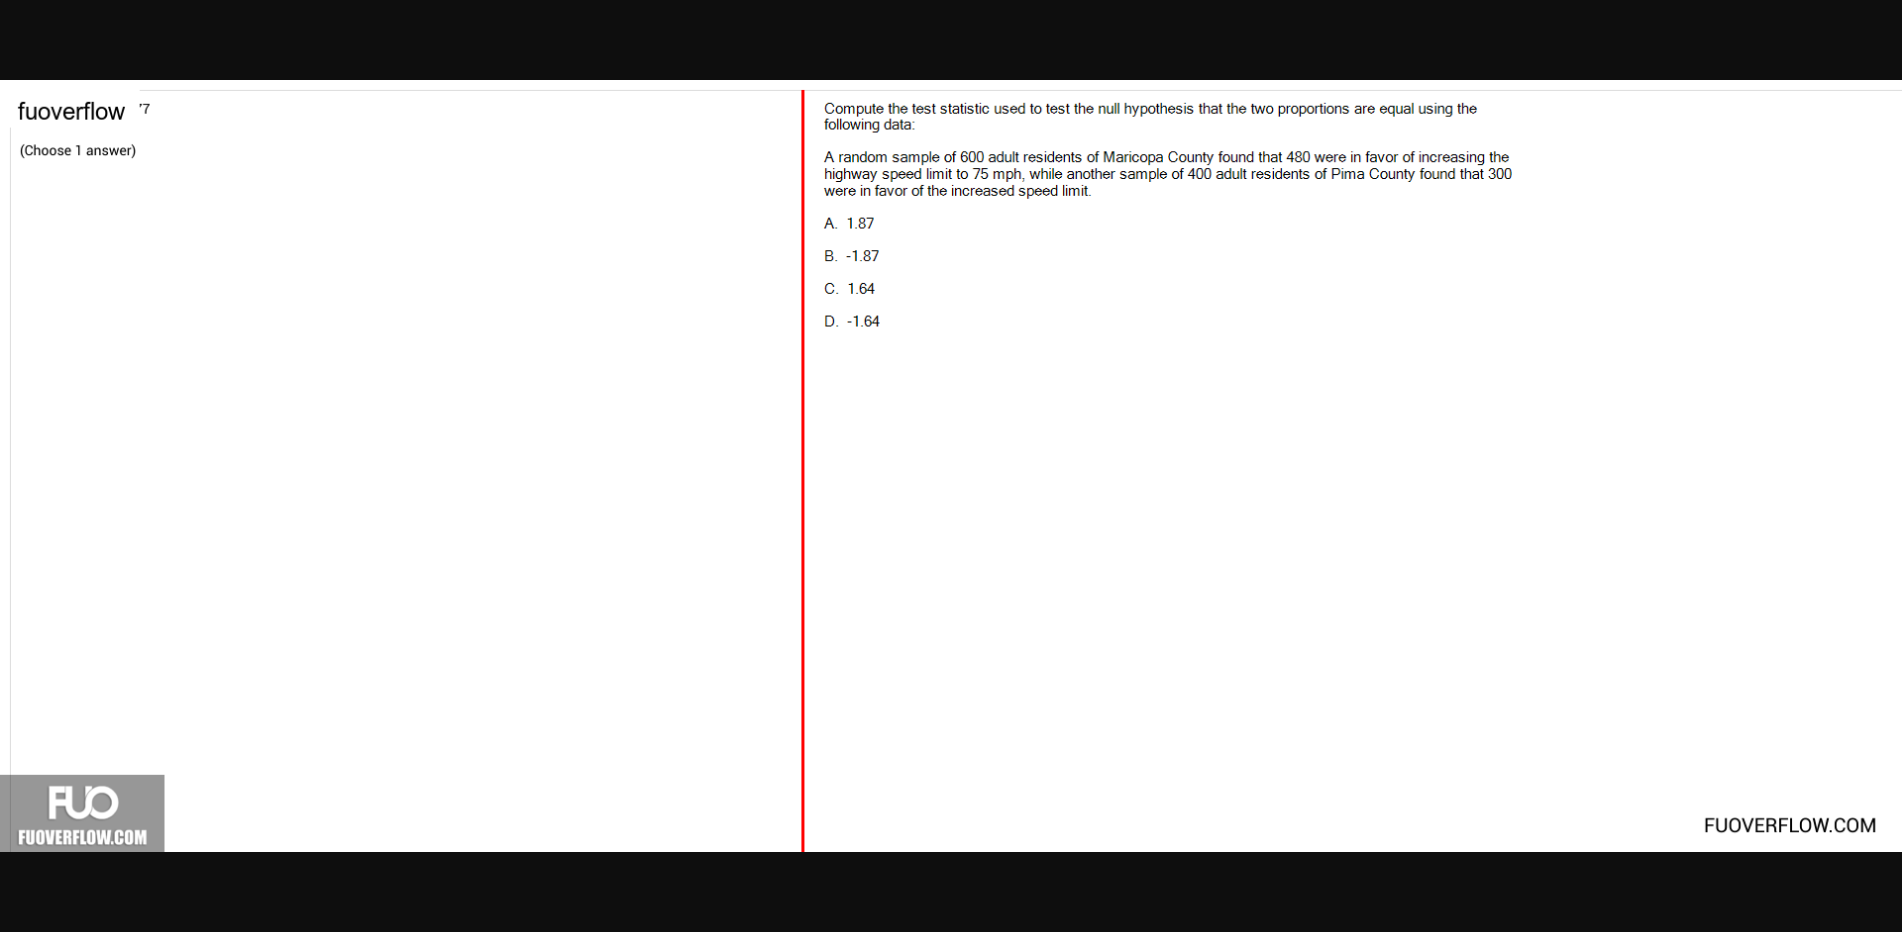 fuoverflow '7
(Choose 1 answer)
Compute the test statistic used to test the null hypothesis that the two proportions are equal using the
following data:
A random sample of 600 adult residents of Maricopa County found that 480 were in favor of increasing the
highway speed limit to 75 mph, while another sample of 400 adult residents of Pima County found that 300
were in favor of the increased speed limit.
A. 1.87
B. -1.87
C. 1.64
D. -1.64
FUO
FUOVERFLOW.COM
FUOVERFLOW.COM